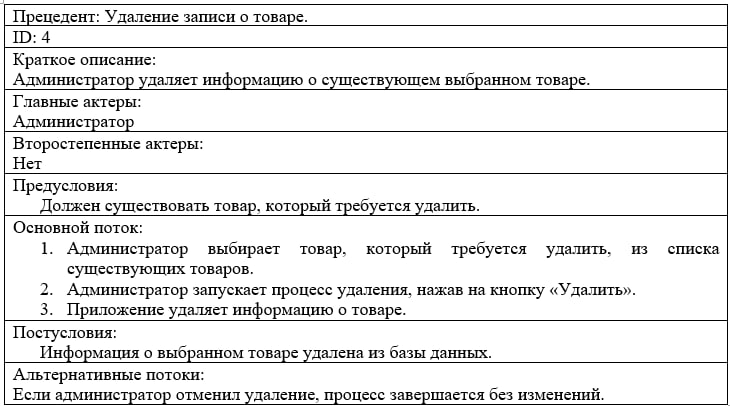 Прецедент: Удаление записи о товаре.
ID: 4
Краткое описание:
Администратор удаляет информацию о существующем выбранном товаре.
Главные актеры:
Администратор
Второстепенные актеры:
Нет
Предусловия:
Должен существовать товар, который требуется удалить.
Основной поток:
1. Администратор выбирает товар, который требуется удалить, из списка
существующих товаров.
2. Администратор запускает процесс удаления, нажав на кнопку «Удалить».
3. Приложение удаляет информацию о товаре.
Постусловия:
Информация о выбранном товаре удалена из базы данных.
Альтернативные потоки:
Если администратор отменил удаление, процесс завершается без изменений.